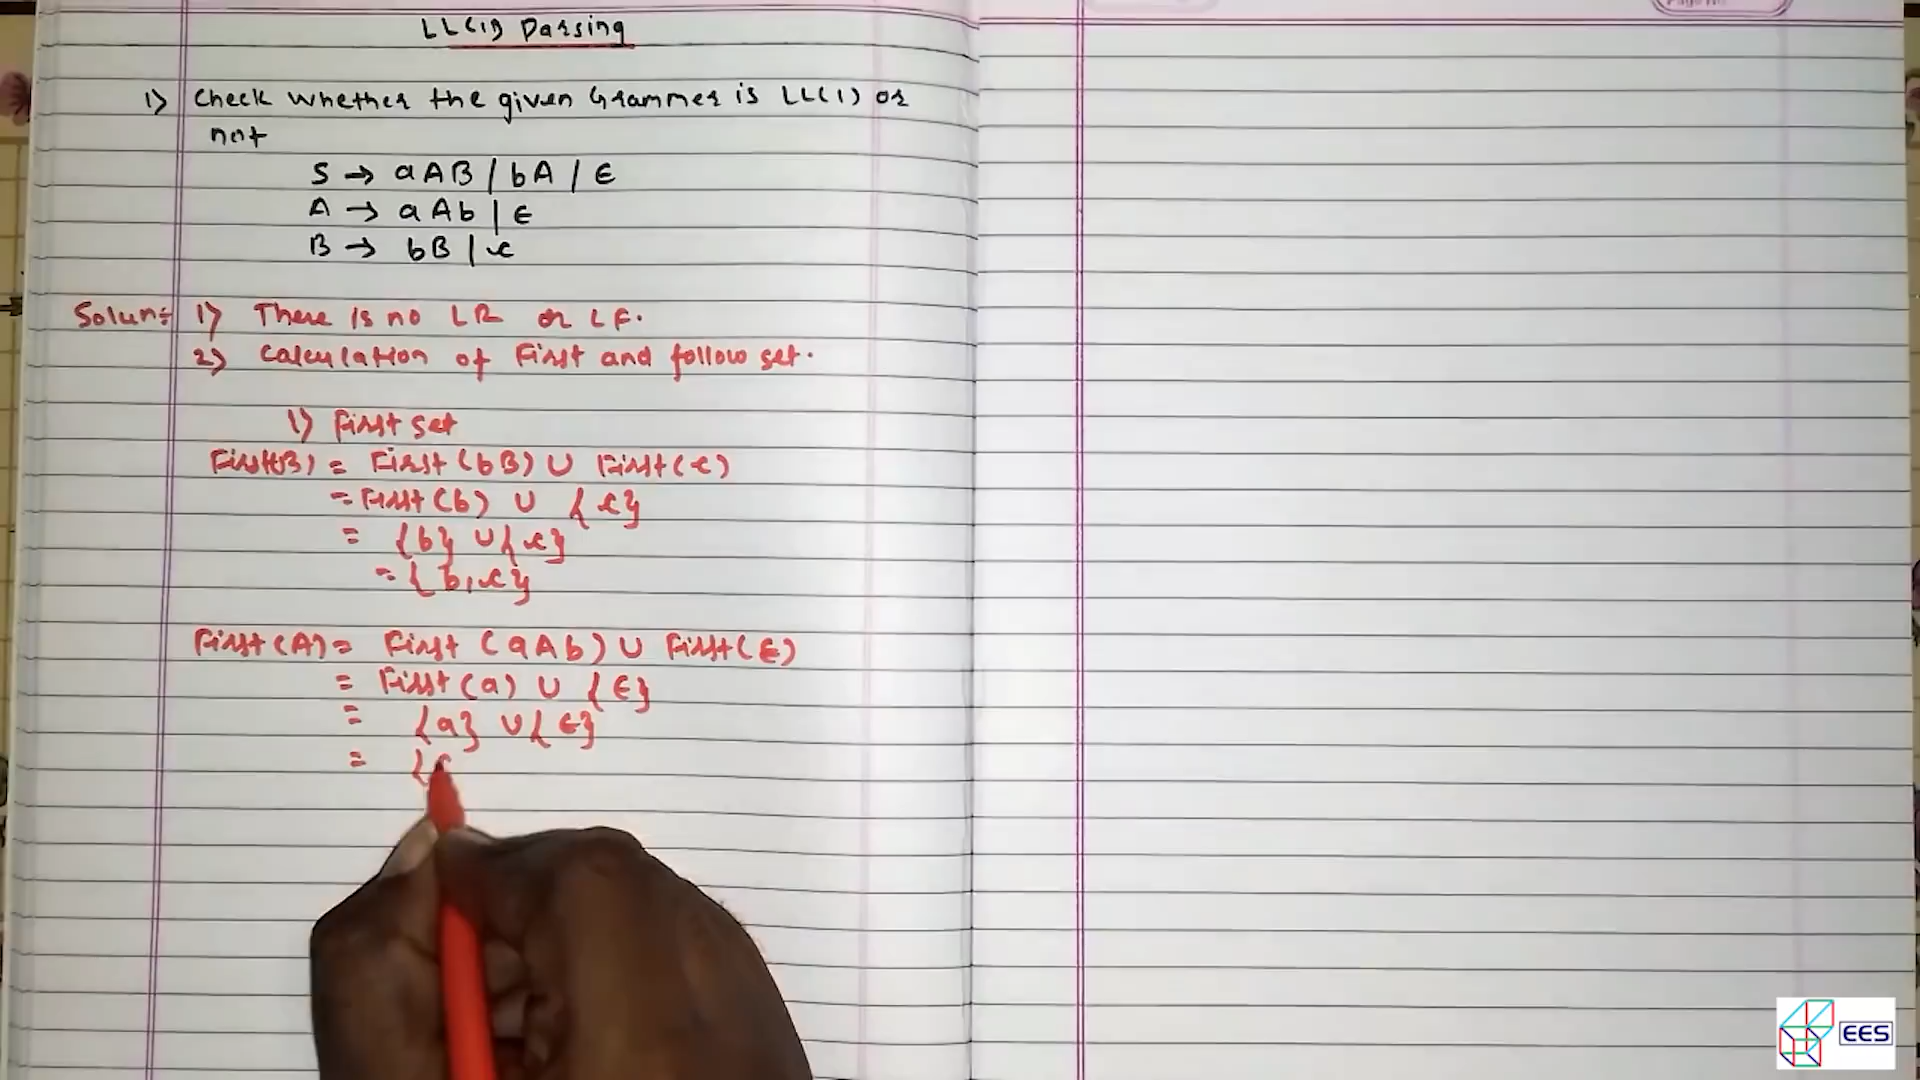 LL(1) Parsing
1) Check whether the given Grammer is LL(1) or
not
S → aAB | bA | ϵ
A → aAb | ϵ
B → bB | c
Solun: 1) There is no LR or LF.
2) calculation of First and follow set.
1) First set
First(B) = First (bB) ∪ First(c)
= First (b) ∪ {c}
= {b} ∪ {c}
= {b, c}
First (A) = First (aAb) ∪ First(ϵ)
= First (a) ∪ {ϵ}
= {a} ∪ {ϵ}
= {
EES